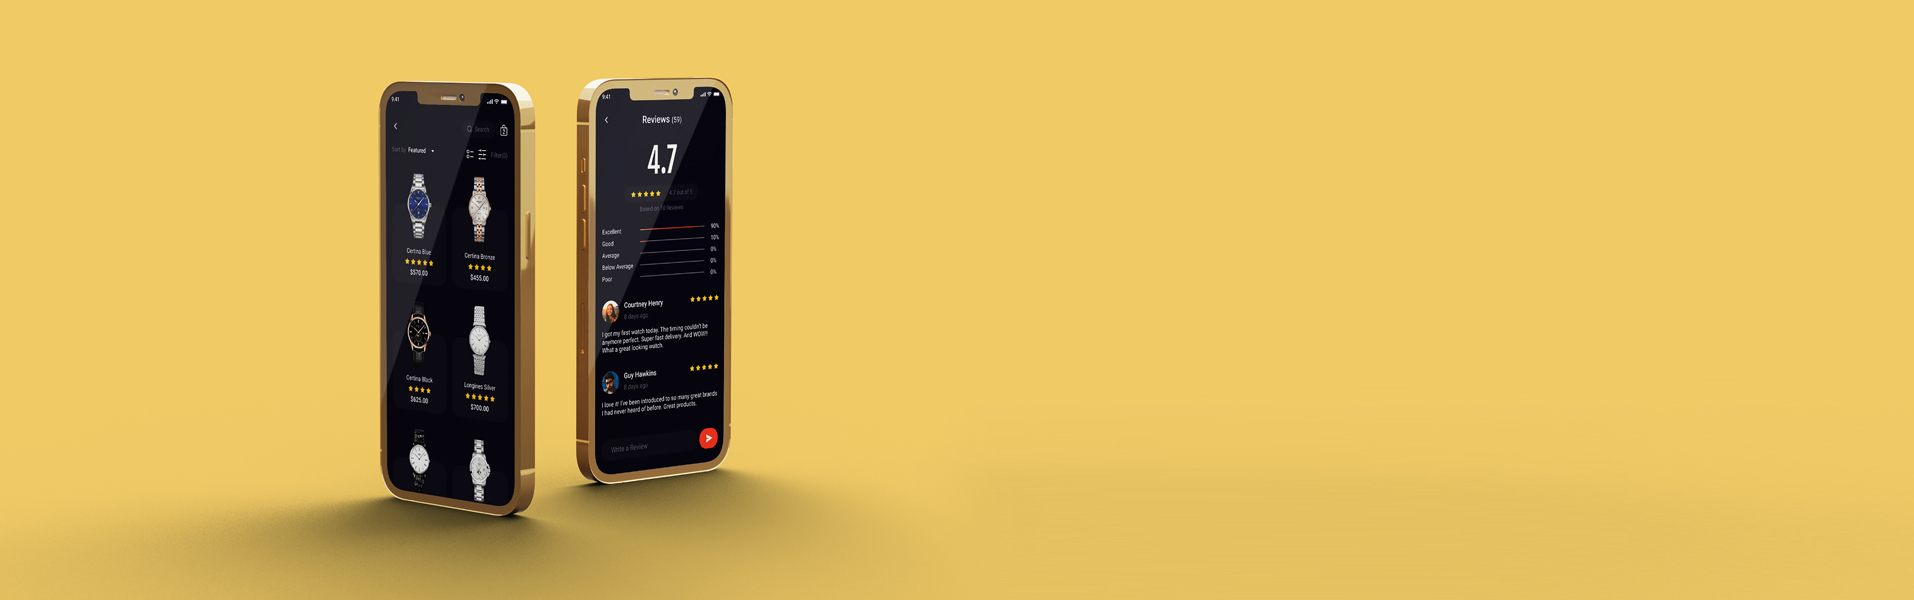 9:41
Search
Sort by Featured
Filter(3)
Certina Blue
$570.00
Certina Bronze
$455.00
Certina Black
$625.00
Longines Silver
$700.00
9:41
Reviews (59)
4.7
4.7 out of 5
Reviews
Excellent 90%
Good 10%
Average 0%
Below Average 0%
Poor 0%
Courtney Henry
8 days ago
I got my first watch today. The timing couldn't be
anymore perfect. Super fast delivery. And WOW!!
What a great looking watch.
Guy Hawkins
8 days ago
I love it! I've been introduced to so many great brands
I had never heard of before. Great products.
Write a Review